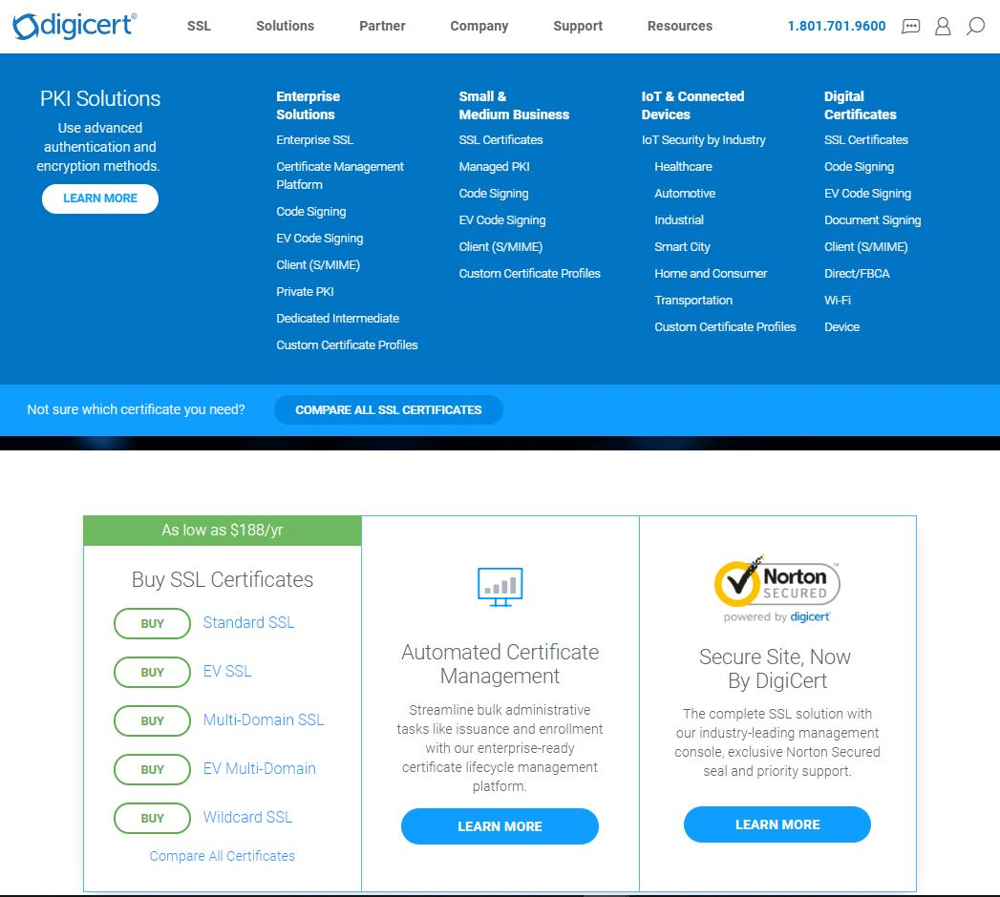 digicert®
SSL
Solutions
Partner
Company
Support
Resources
1.801.701.9600
PKI Solutions
Use advanced
authentication and
encryption methods.
LEARN MORE
Enterprise
Solutions
Enterprise SSL
Certificate Management
Platform
Code Signing
EV Code Signing
Client (S/MIME)
Private PKI
Dedicated Intermediate
Custom Certificate Profiles
Small &
Medium Business
SSL Certificates
Managed PKI
Code Signing
EV Code Signing
Client (S/MIME)
Custom Certificate Profiles
IoT & Connected
Devices
IoT Security by Industry
Healthcare
Automotive
Industrial
Smart City
Home and Consumer
Transportation
Custom Certificate Profiles
Digital
Certificates
SSL Certificates
Code Signing
EV Code Signing
Document Signing
Client (S/MIME)
Direct/FBCA
Wi-Fi
Device
Not sure which certificate you need?
COMPARE ALL SSL CERTIFICATES
As low as $188/yr
Buy SSL Certificates
BUY Standard SSL
BUY EV SSL
BUY Multi-Domain SSL
BUY EV Multi-Domain
BUY Wildcard SSL
Compare All Certificates
Automated Certificate
Management
Streamline bulk administrative
tasks like issuance and enrollment
with our enterprise-ready
certificate lifecycle management
platform.
LEARN MORE
Norton™
SECURED
powered by digicert
Secure Site, Now
By DigiCert
The complete SSL solution with
our industry-leading management
console, exclusive Norton Secured
seal and priority support.
LEARN MORE